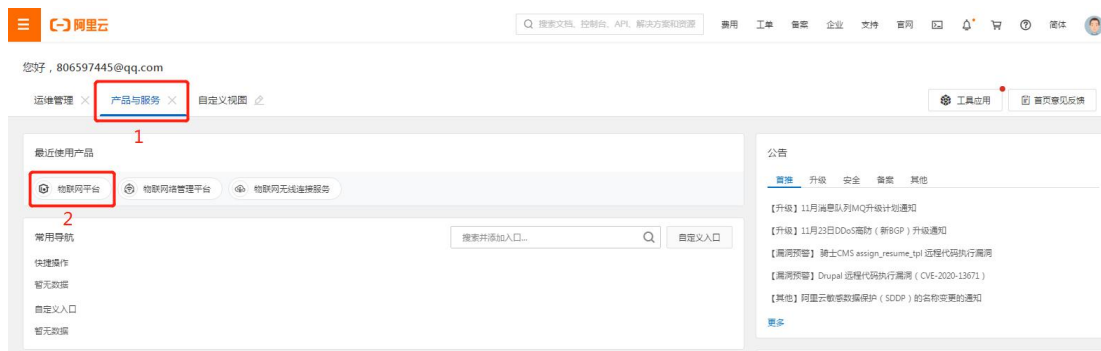 阿里云 搜索文档、控制台、API、解决方案和资源 费用 工单 备案 企业 支持 官网 简体
您好，806597445@qq.com
运维管理 产品与服务 自定义视图 工具应用 首页意见反馈
1
最近使用产品
物联网平台 物联网络管理平台 物联网无线连接服务
2
常用导航 搜索并添加入口... 自定义入口
快捷操作
暂无数据
自定义入口
暂无数据
公告
首推 升级 安全 备案 其他
【升级】11月消息队列MQ升级计划通知
【升级】11月23日DDoS高防（新BGP）升级通知
【漏洞预警】骑士CMS assign_resume_tpl 远程代码执行漏洞
【漏洞预警】Drupal 远程代码执行漏洞（CVE-2020-13671）
【其他】阿里云敏感数据保护（SDDP）的名称变更的通知
更多